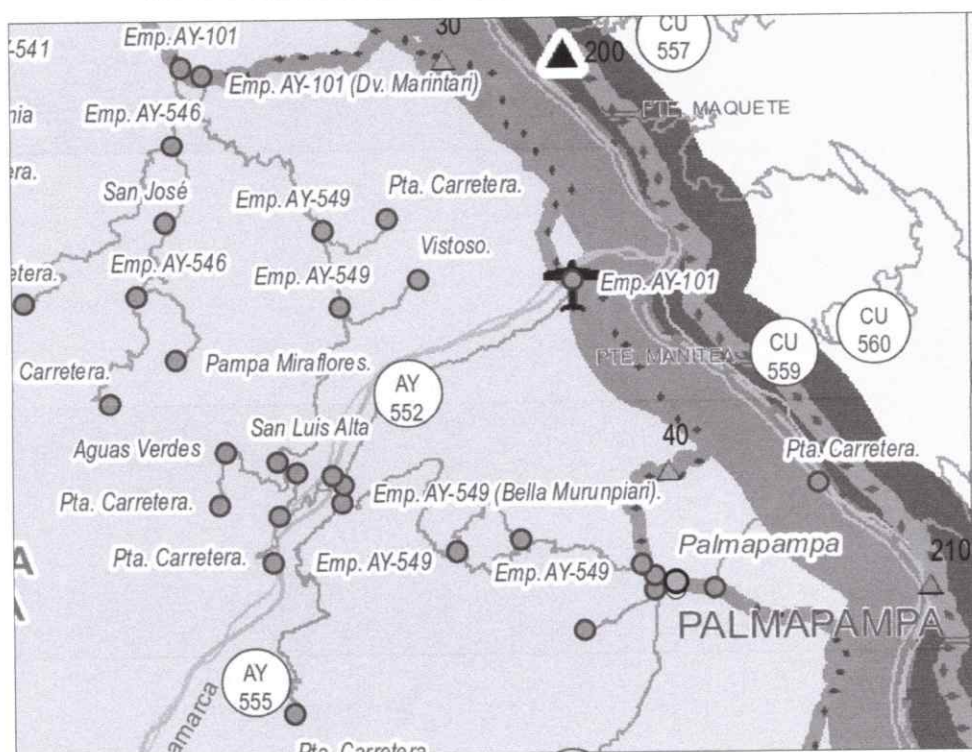 30
CU
557
200
Emp. AY-101
-541
Emp. AY-101 (Dv. Marintari)
PTE. MAQUETE
Emp. AY-546
San José
Emp. AY-549
Pta. Carretera.
Vistoso.
Emp. AY-546
Emp. AY-549
Emp. AY-101
CU
559
CU
560
PTE. MANITEA
Carretera.
Pampa Miraflores.
AY
552
San Luis Alta
Aguas Verdes
40
Pta. Carretera.
Pta. Carretera.
Emp. AY-549 (Bella Murunpiari).
Pta. Carretera.
Emp. AY-549
Emp. AY-549
Palmapampa
210
PALMAPAMPA
AY
555
amarca
Pta. Carretera